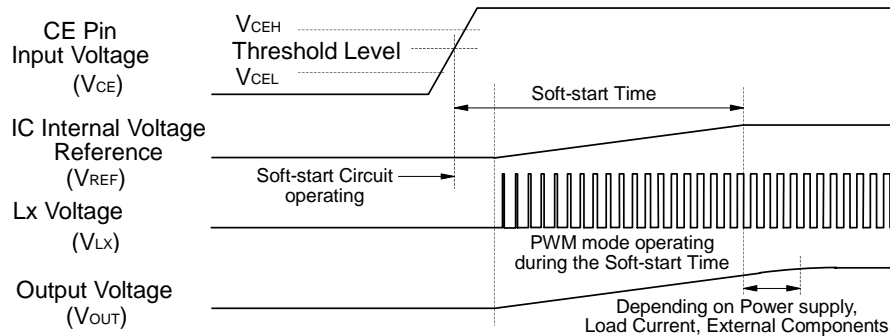 CE Pin
Input Voltage
(VCE)
VCEH
Threshold Level
VCEL
Soft-start Time
IC Internal Voltage
Reference
(VREF)
Soft-start Circuit
operating
Lx Voltage
(VLX)
PWM mode operating
during the Soft-start Time
Output Voltage
(VOUT)
Depending on Power supply,
Load Current, External Components